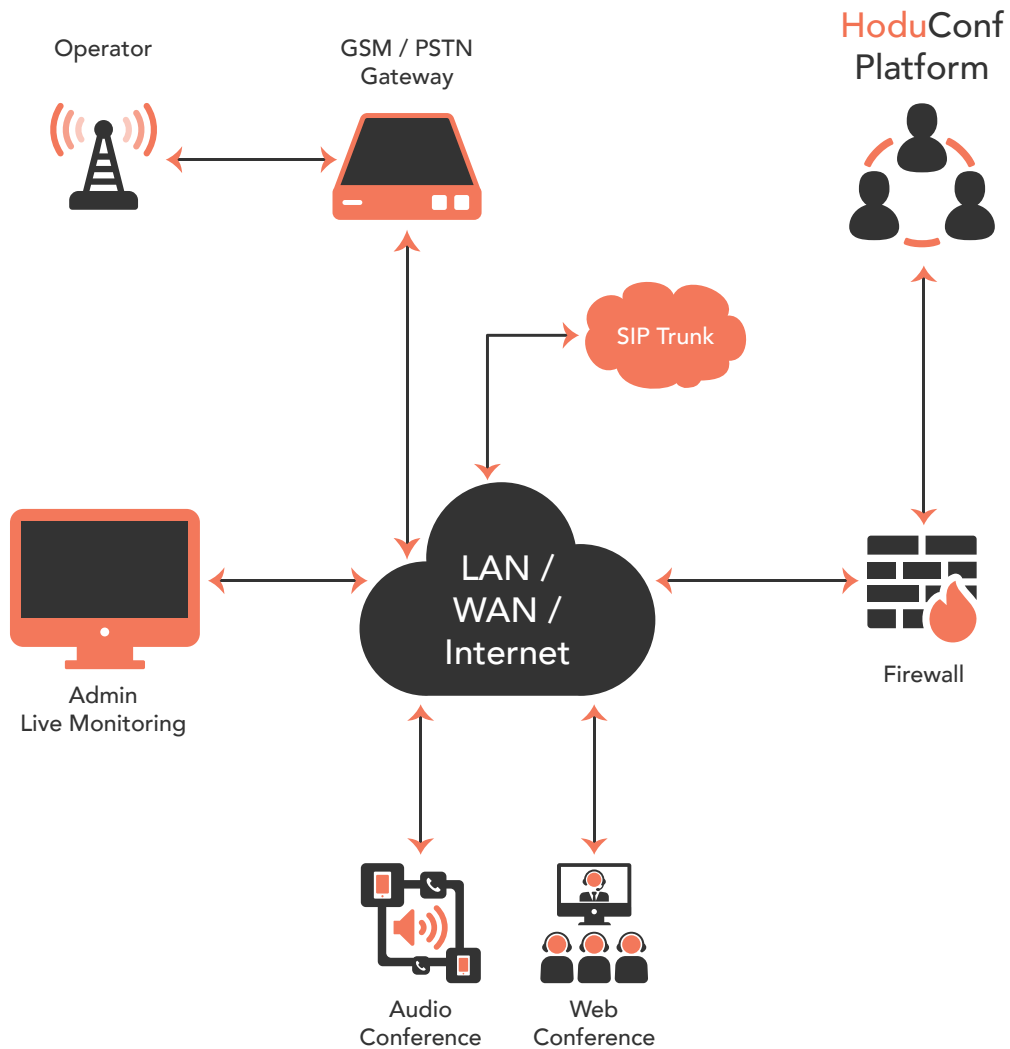 Operator
GSM / PSTN
Gateway
HoduConf
Platform
SIP Trunk
LAN /
WAN /
Internet
Admin
Live Monitoring
Firewall
Audio
Conference
Web
Conference